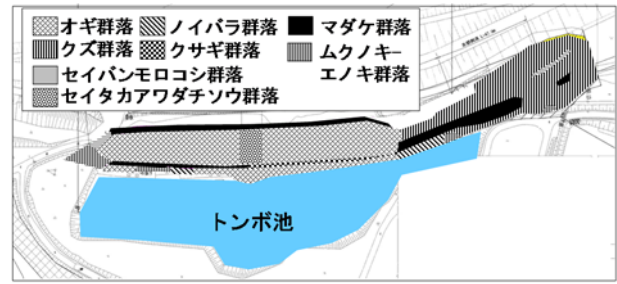 オギ群落 ノイバラ群落 マダケ群落
クズ群落 クサギ群落 ムクノキ-
セイバンモロコシ群落 エノキ群落
セイタカアワダチソウ群落
トンボ池